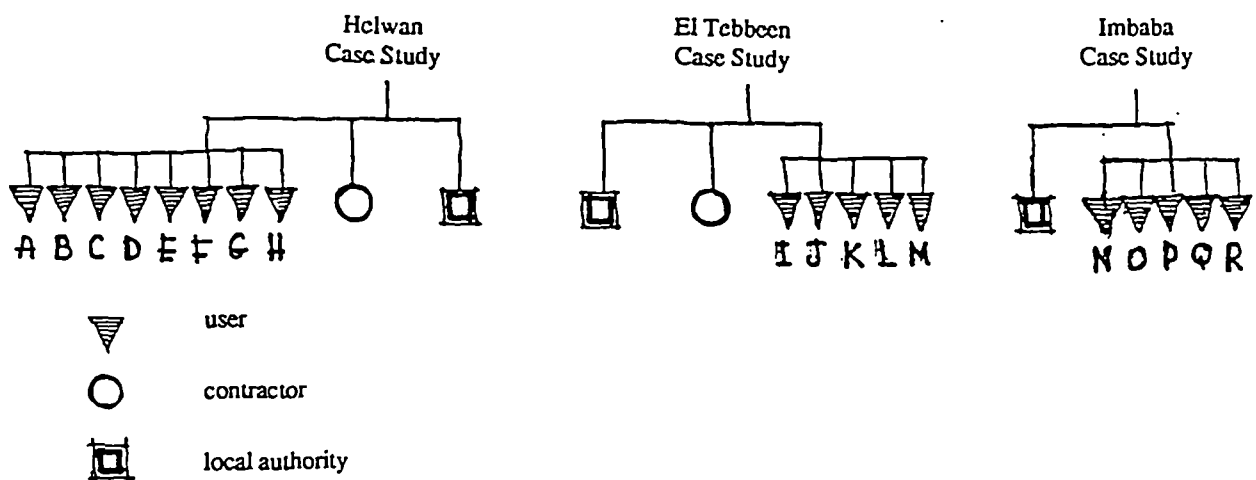 Helwan
Case Study
El Tebbeen
Case Study
Imbaba
Case Study
A B C D E F G H
I J K L M
N O P Q R
user
contractor
local authority